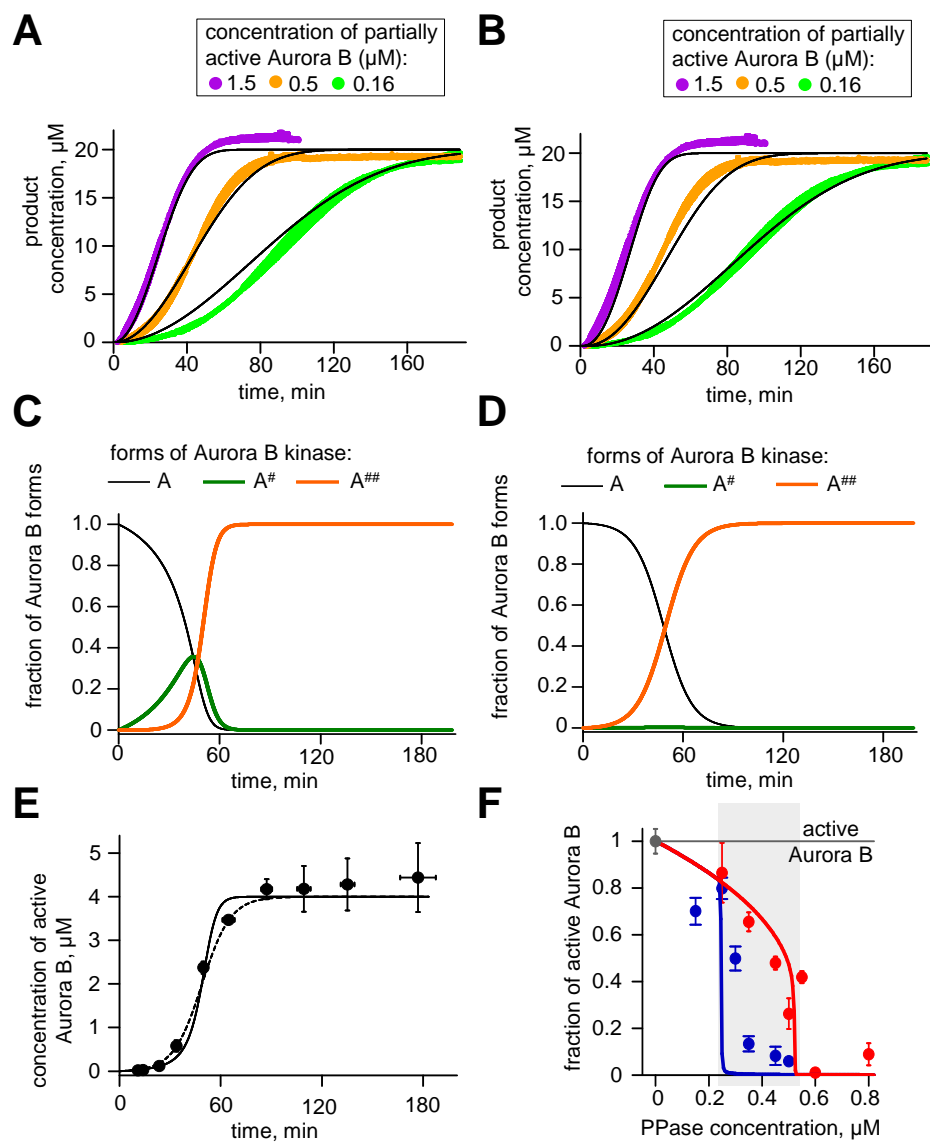 A
concentration of partially
active Aurora B (µM):
1.5 0.5 0.16
product
concentration, µM
20
15
10
5
0
0 40 80 120 160
time, min
B
concentration of partially
active Aurora B (µM):
1.5 0.5 0.16
product
concentration, µM
20
15
10
5
0
0 40 80 120 160
time, min
C
forms of Aurora B kinase:
A A# A##
fraction of Aurora B forms
1.0
0.8
0.6
0.4
0.2
0
0 60 120 180
time, min
D
forms of Aurora B kinase:
A A# A##
fraction of Aurora B forms
1.0
0.8
0.6
0.4
0.2
0
0 60 120 180
time, min
E
concentration of active
Aurora B, µM
5
4
3
2
1
0
0 60 120 180
time, min
F
active
Aurora B
fraction of active Aurora B
1
0.8
0.6
0.4
0.2
0
0 0.2 0.4 0.6 0.8
PPase concentration, µM